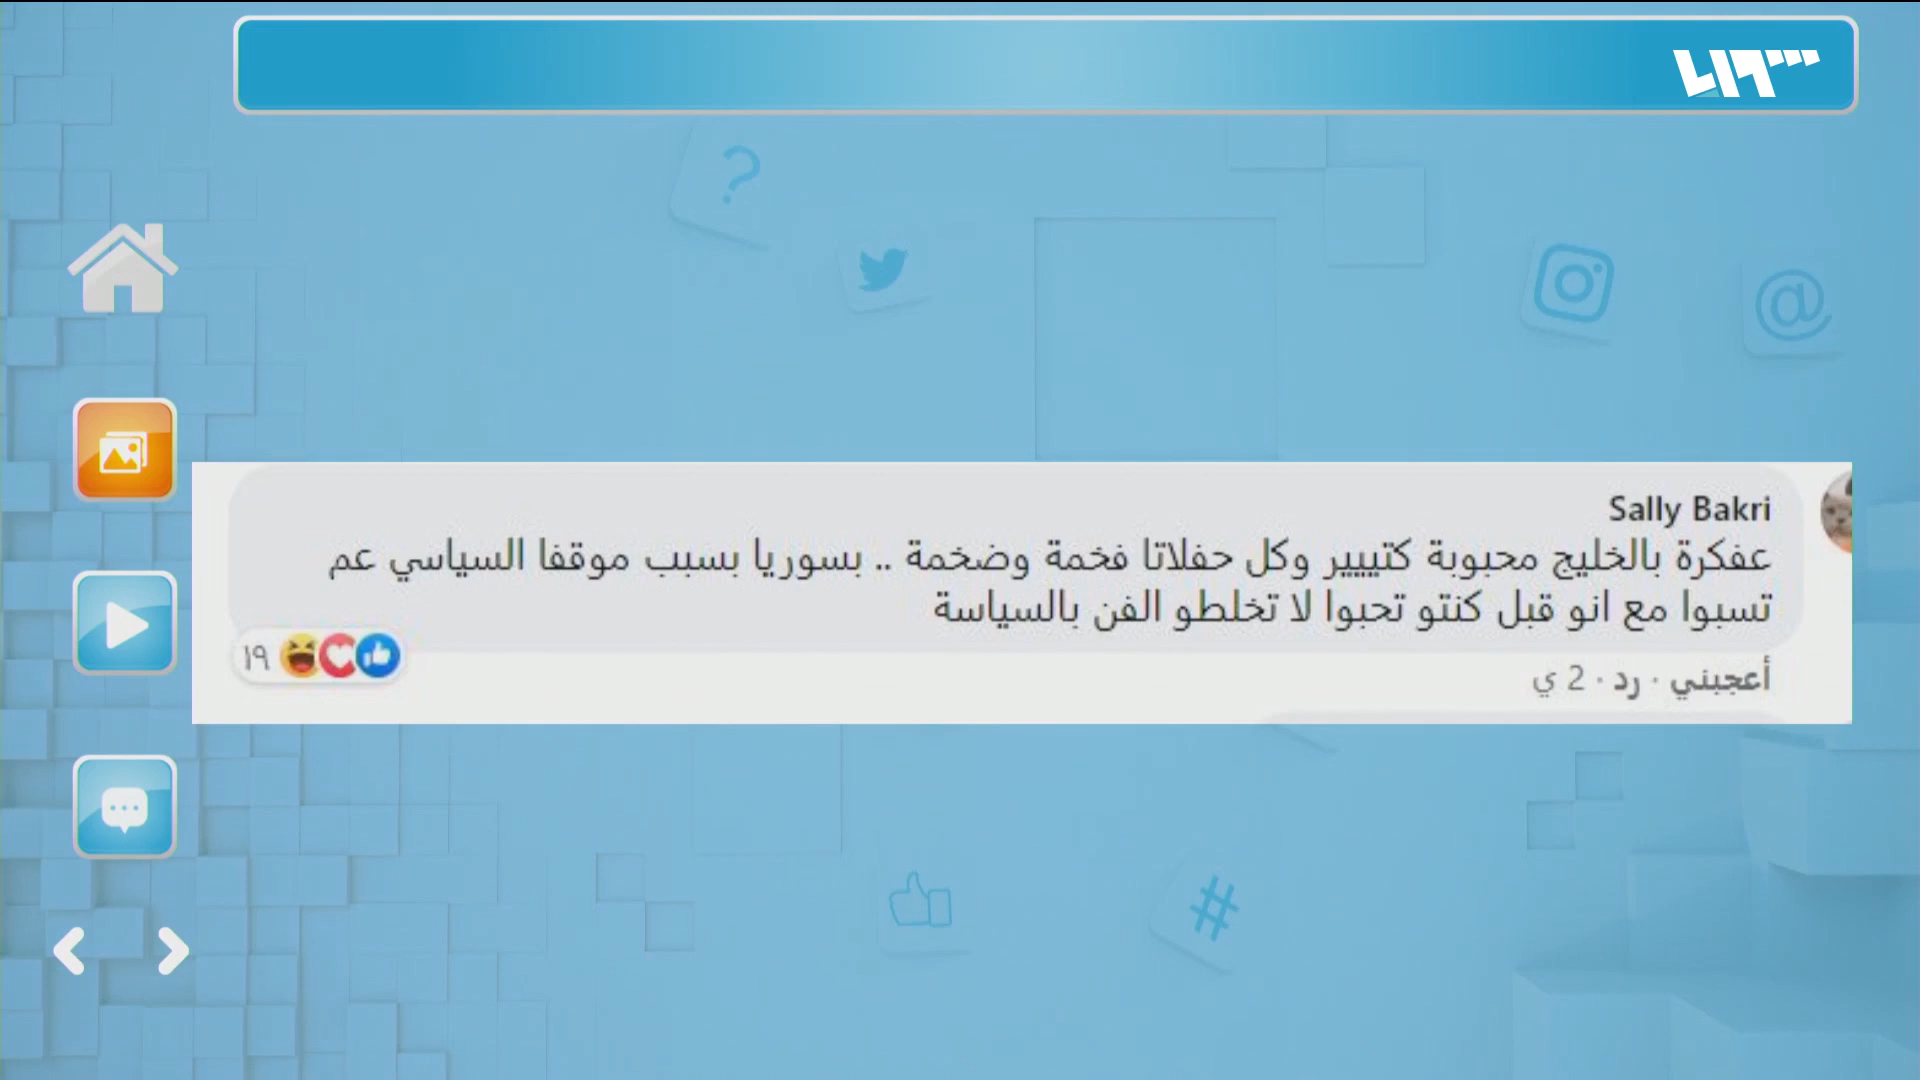 Sally Bakri
عفكرة بالخليج محبوبة كتيييير وكل حفلاتا فخمة وضخمة .. بسوريا بسبب موقفا السياسي عم
تسبوا مع انو قبل كنتو تحبوا لا تخلطو الفن بالسياسة
أعجبني · رد · 2 ي
١٩